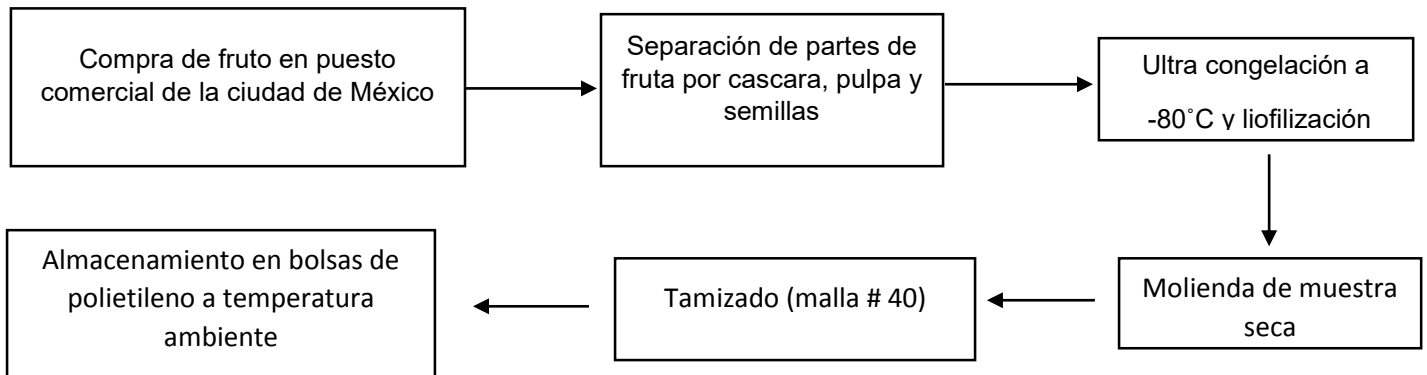 Compra de fruto en puesto
comercial de la ciudad de México
Separación de partes de
fruta por cascara, pulpa y
semillas
Ultra congelación a
-80˚C y liofilización
Molienda de muestra
seca
Tamizado (malla # 40)
Almacenamiento en bolsas de
polietileno a temperatura
ambiente